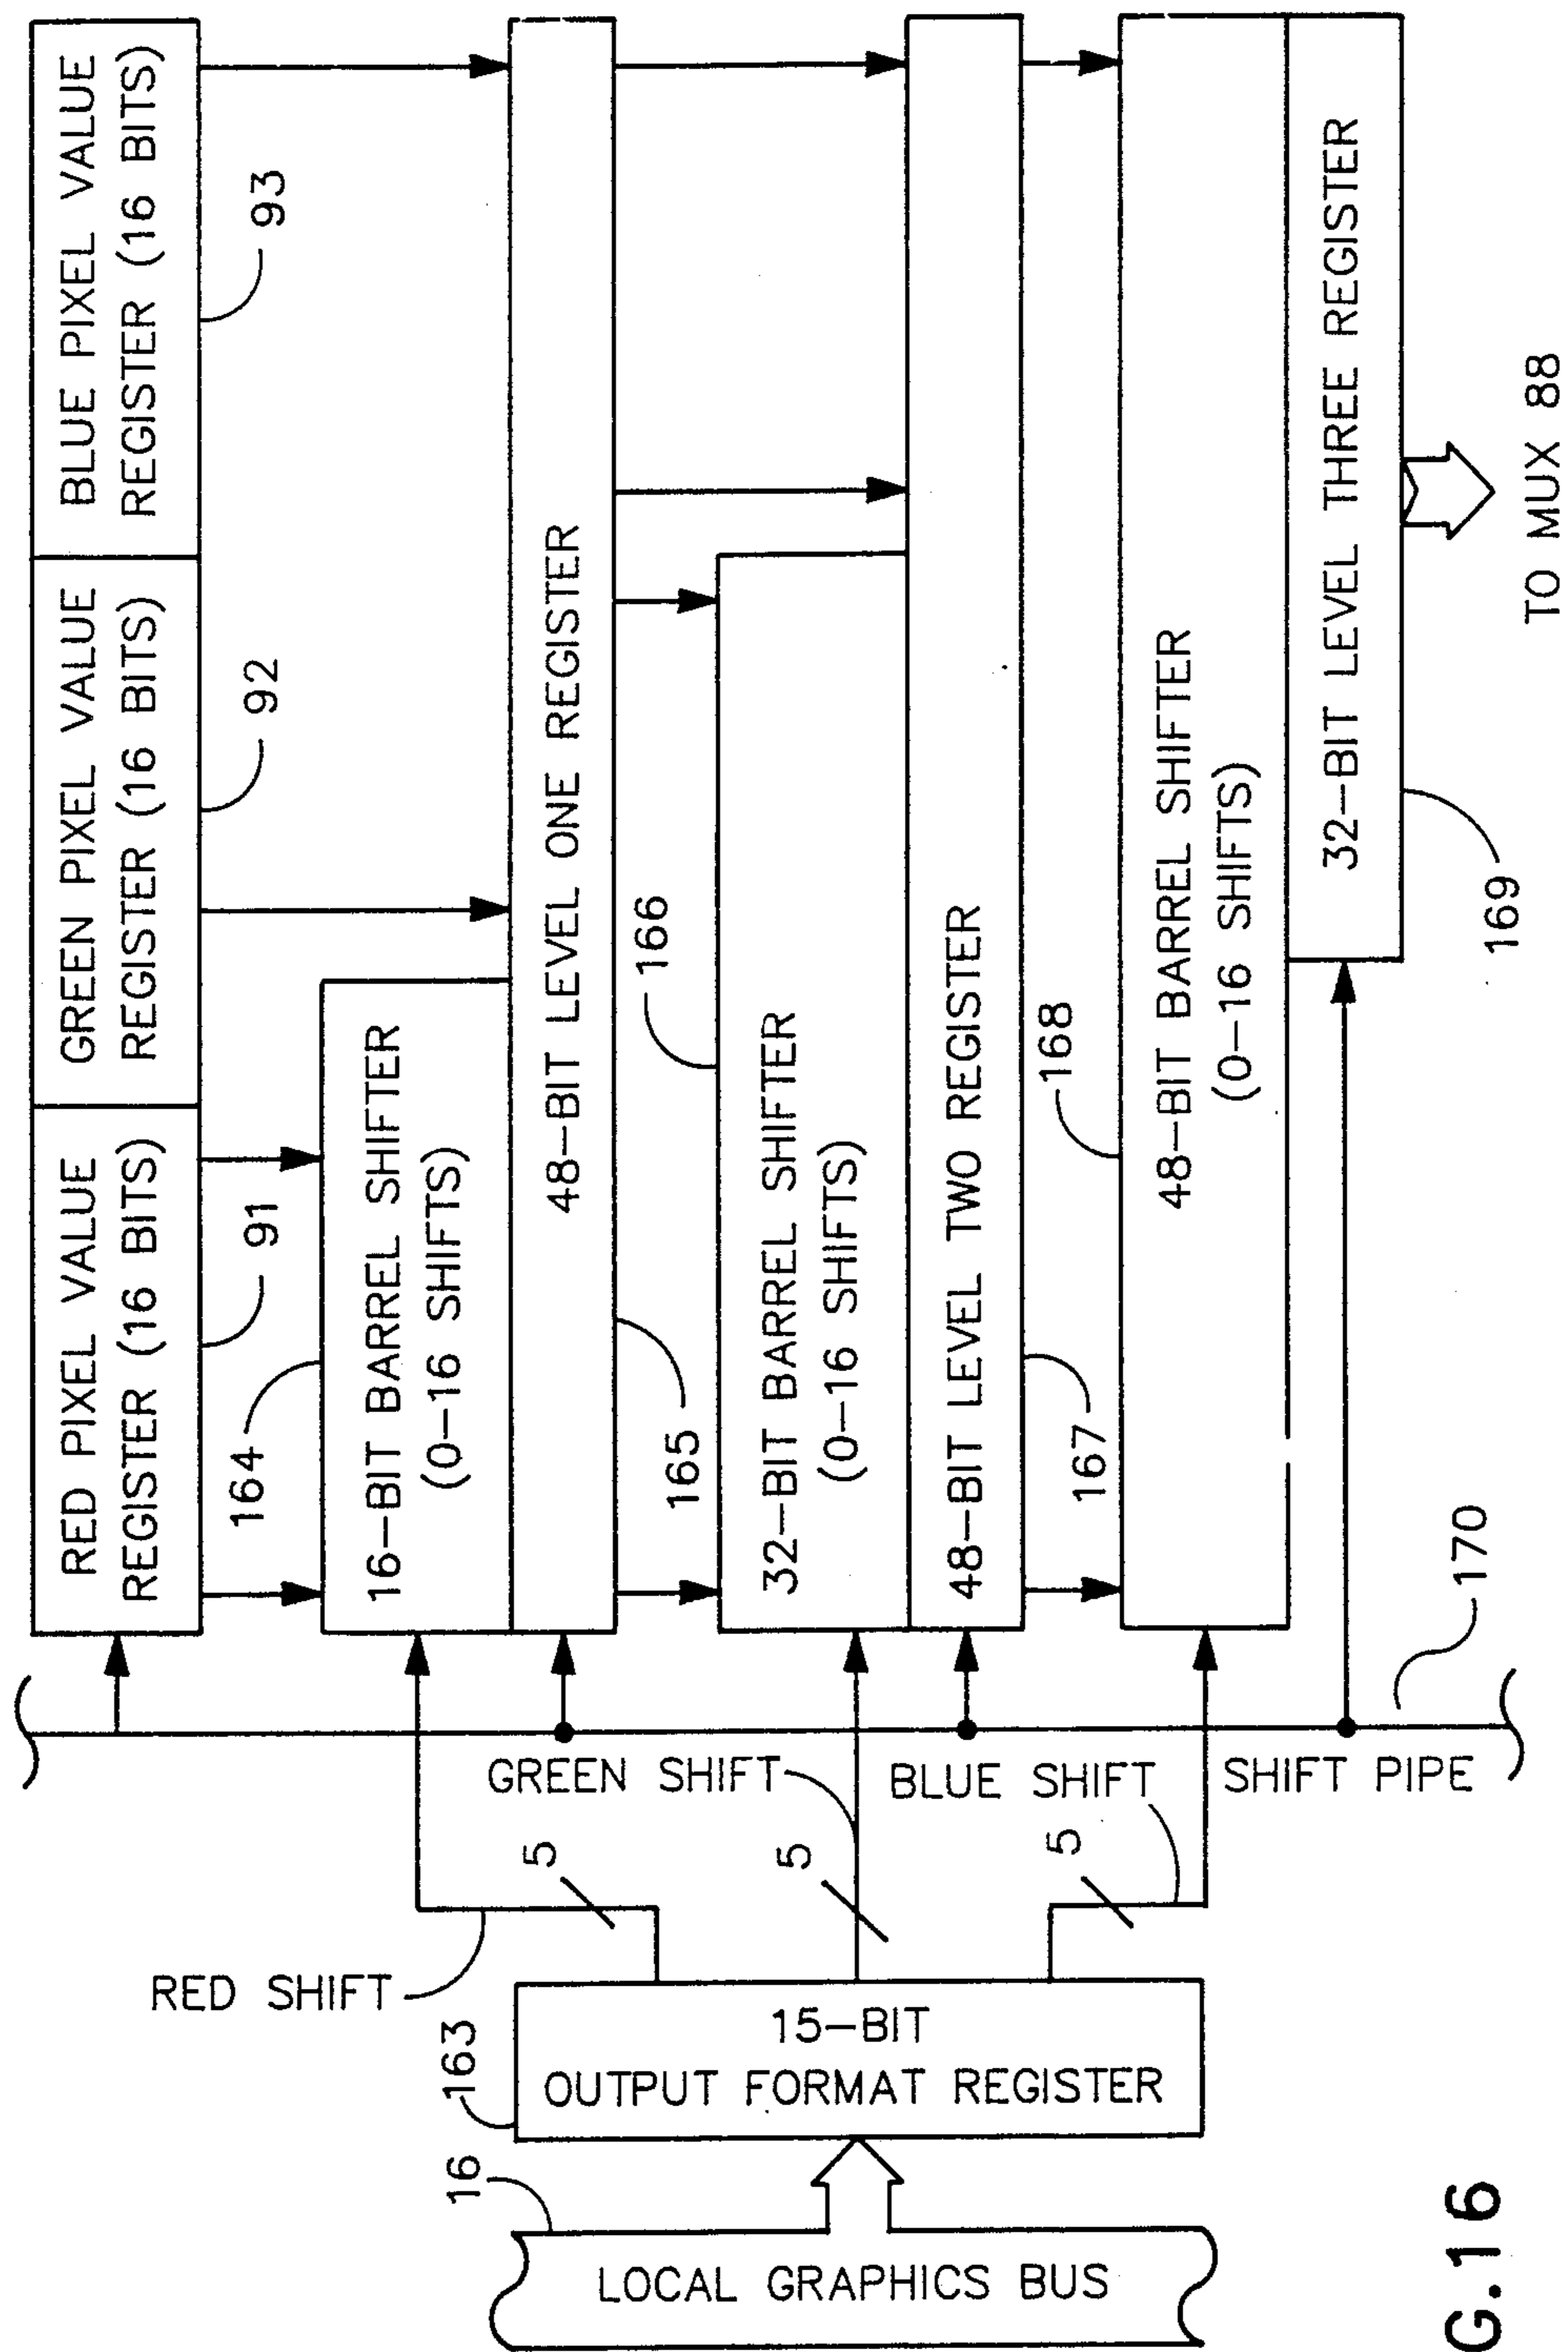 RED PIXEL VALUE
REGISTER (16 BITS)
GREEN PIXEL VALUE
REGISTER (16 BITS)
BLUE PIXEL VALUE
REGISTER (16 BITS)
91
92
93
164
16-BIT BARREL SHIFTER
(0-16 SHIFTS)
48-BIT LEVEL ONE REGISTER
165
166
32-BIT BARREL SHIFTER
(0-16 SHIFTS)
48-BIT LEVEL TWO REGISTER
167
168
48-BIT BARREL SHIFTER
(0-16 SHIFTS)
32-BIT LEVEL THREE REGISTER
169
TO MUX 88
170
SHIFT PIPE
RED SHIFT
GREEN SHIFT
BLUE SHIFT
5
5
5
163
15-BIT
OUTPUT FORMAT REGISTER
16
LOCAL GRAPHICS BUS
G.16